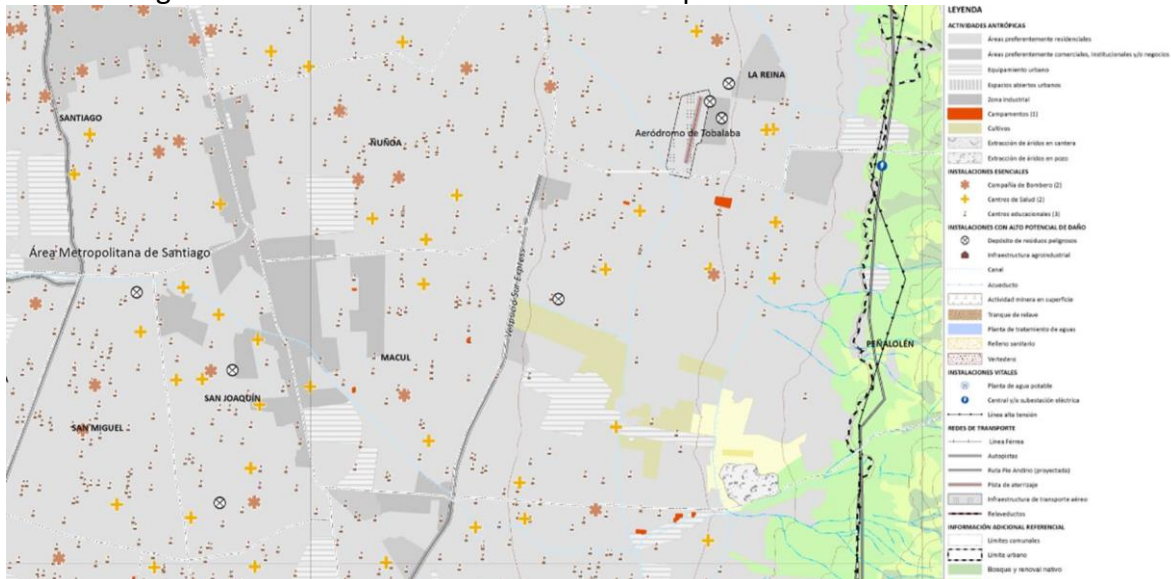 LEYENDA
ACTIVIDADES ANTRÓPICAS
Áreas preferentemente residenciales
Áreas preferentemente comerciales, institucionales y/o negocios
Equipamiento urbano
Espacios abiertos urbanos
Zona industrial
Campamentos (1)
Cultivos
Extracción de áridos en cantera
Extracción de áridos en pozo
INSTALACIONES ESENCIALES
Compañía de Bombero (2)
Centros de Salud (2)
Centros educacionales (3)
INSTALACIONES CON ALTO POTENCIAL DE DAÑO
Depósito de residuos peligrosos
Infraestructura agroindustrial
Canal
Acueducto
Actividad minera en superficie
Tranque de relave
Planta de tratamiento de aguas
Relleno sanitario
Vertedero
INSTALACIONES VITALES
Planta de agua potable
Central y/o subestación eléctrica
Línea alta tensión
REDES DE TRANSPORTE
Línea Férrea
Autopistas
Ruta Pie Andino (proyectada)
Pista de aterrizaje
Infraestructura de transporte aéreo
Relaveductos
INFORMACIÓN ADICIONAL REFERENCIAL
Límites comunales
Límite urbano
Bosque y renoval nativo
LA REINA
SANTIAGO
Aeródromo de Tobalaba
ÑUÑOA
Área Metropolitana de Santiago
Vespucio Sur Express
PEÑALOLÉN
MACUL
SAN JOAQUÍN
SAN MIGUEL